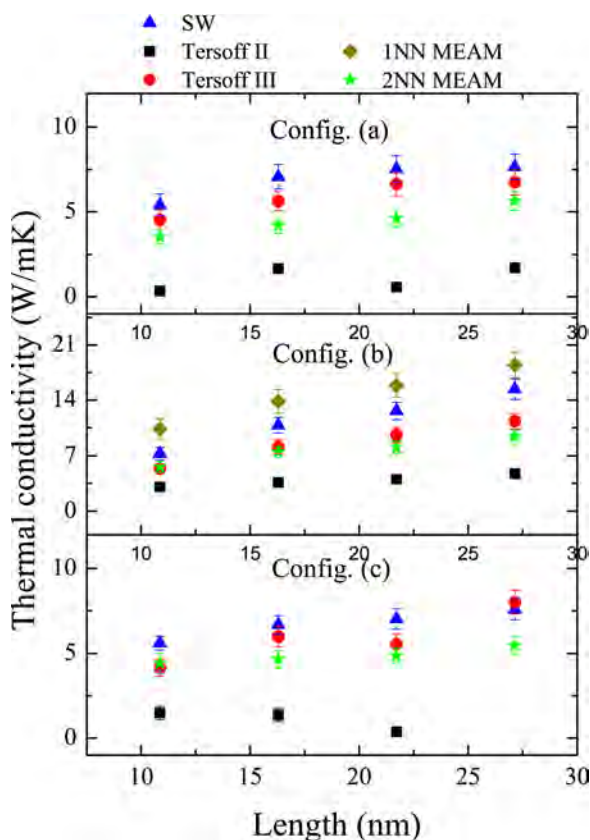 SW
Tersoff II
1NN MEAM
Tersoff III
2NN MEAM
Thermal conductivity (W/mK)
Config. (a)
10
5
0
10
15
20
25
30
Config. (b)
21
14
7
0
10
15
20
25
30
Config. (c)
10
5
0
10
15
20
25
30
Length (nm)